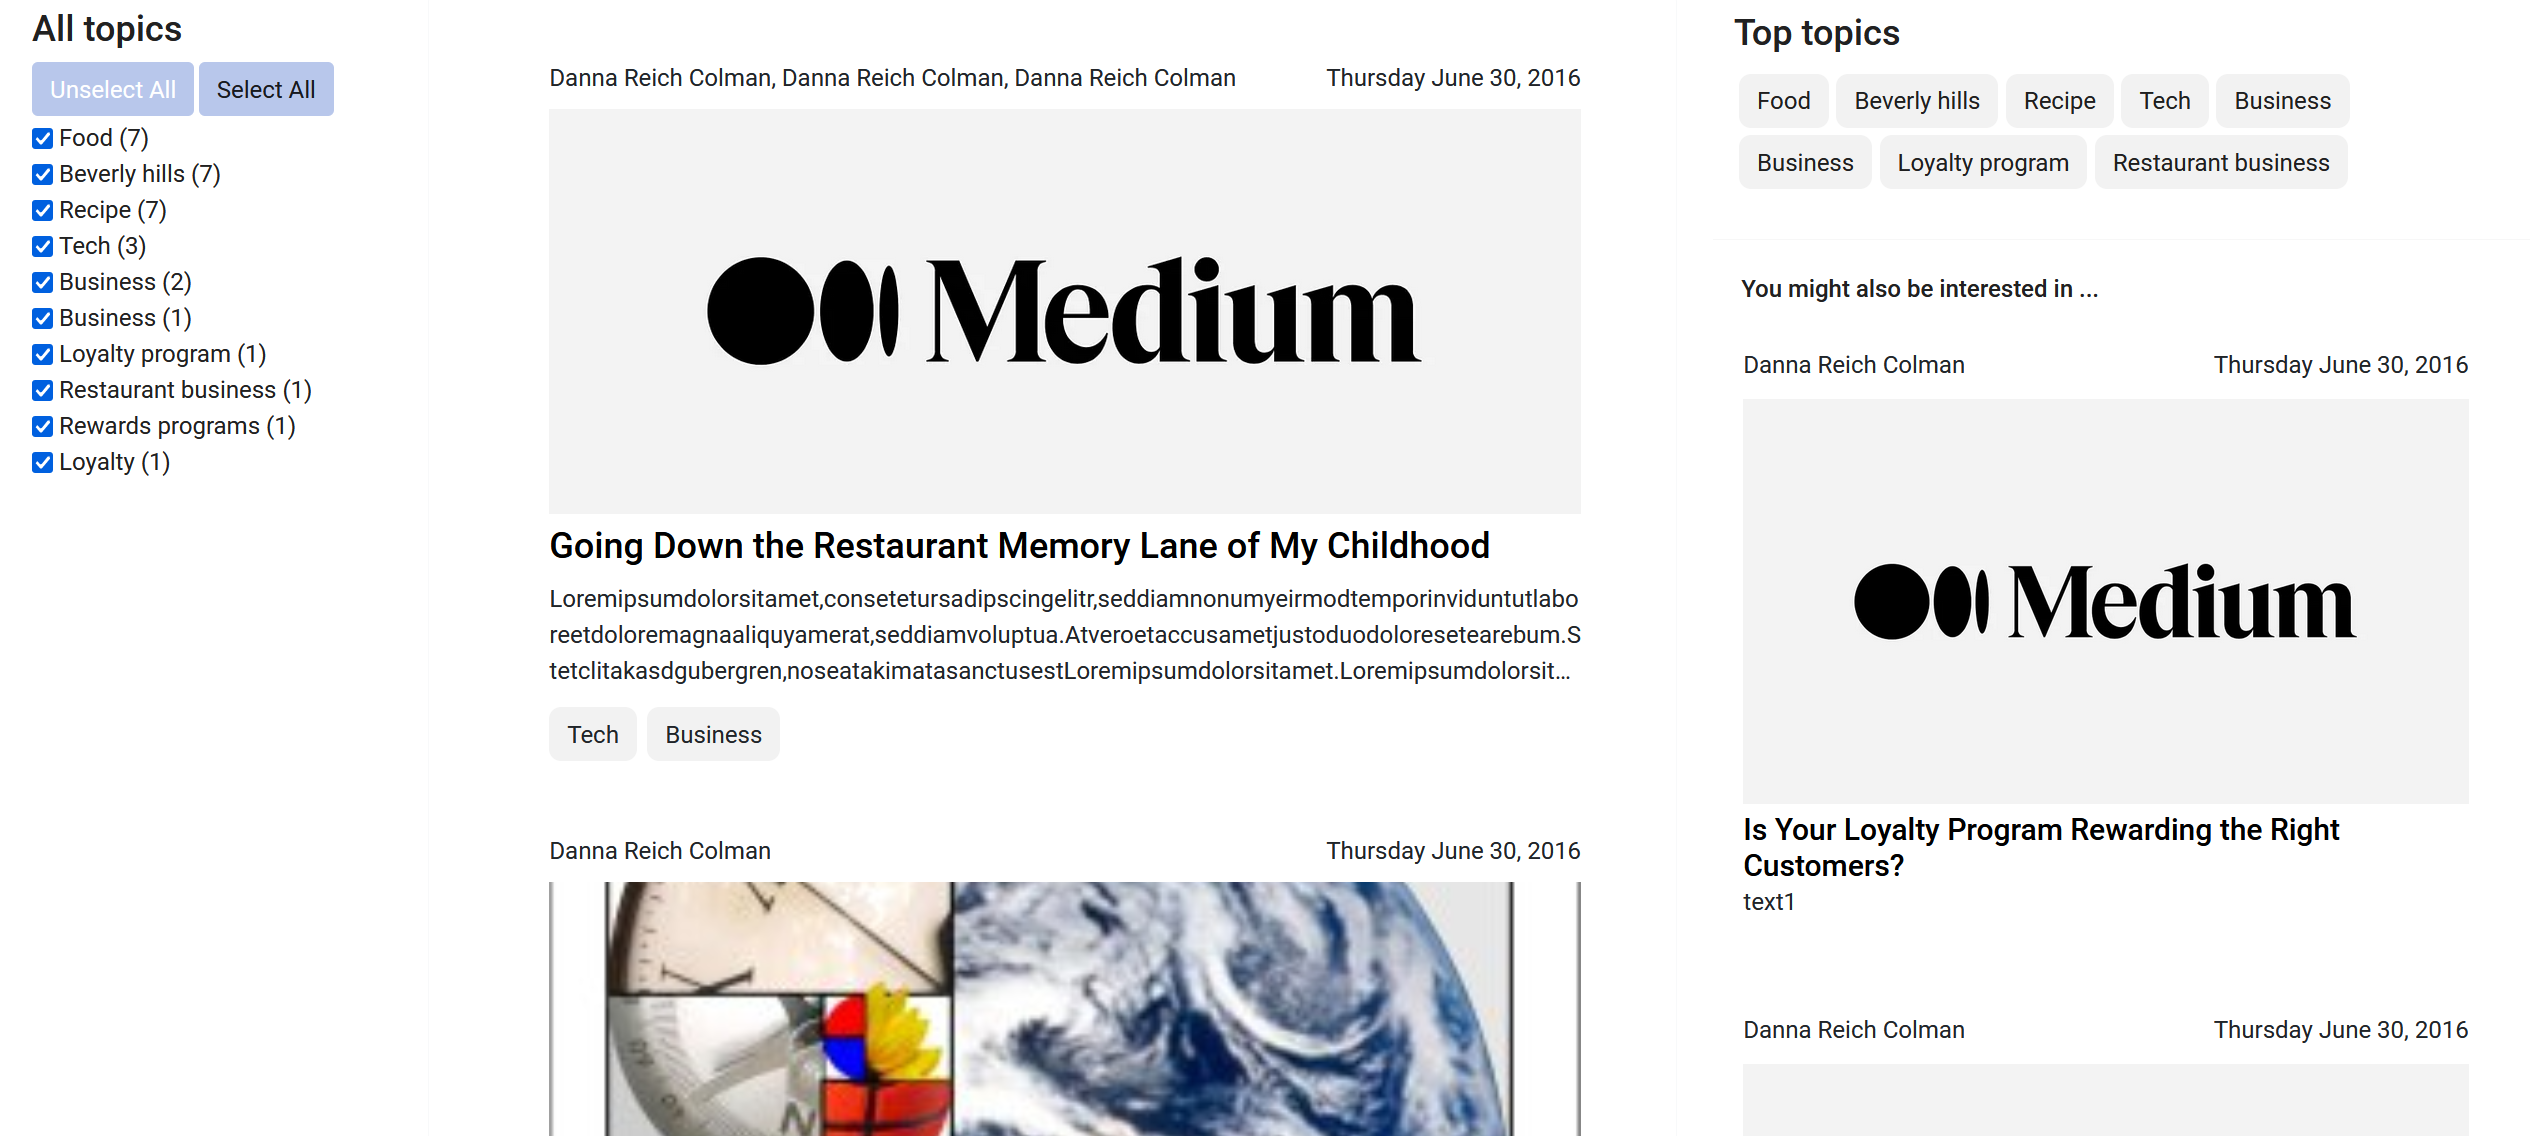 All topics
Unselect All
Select All
Food (7)
Beverly hills (7)
Recipe (7)
Tech (3)
Business (2)
Business (1)
Loyalty program (1)
Restaurant business (1)
Rewards programs (1)
Loyalty (1)
Danna Reich Colman, Danna Reich Colman, Danna Reich Colman
Thursday June 30, 2016
Medium
Going Down the Restaurant Memory Lane of My Childhood
Loremipsumdolorsitamet,consetetursadipscingelitr,seddiamnonumyeirmodtemporinviduntutlabo
reetdoloremagnaaliquyamerat,seddiamvoluptua.Atveroetaccusametjustoduodoloresetearebum.S
tetclitakasdgubergren,noseatakimatasanctusestLoremipsumdolorsitamet.Loremipsumdolorsit...
Tech
Business
Danna Reich Colman
Thursday June 30, 2016
N
Top topics
Food
Beverly hills
Recipe
Tech
Business
Business
Loyalty program
Restaurant business
You might also be interested in ...
Danna Reich Colman
Thursday June 30, 2016
Medium
Is Your Loyalty Program Rewarding the Right
Customers?
text1
Danna Reich Colman
Thursday June 30, 2016